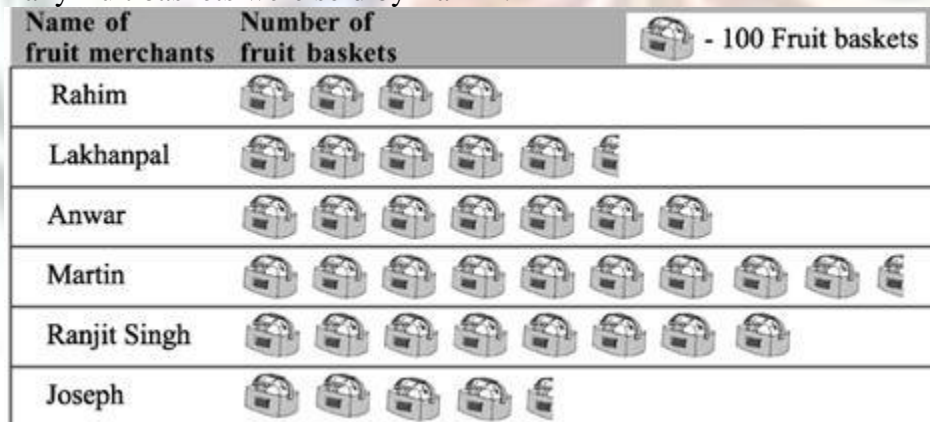 Name of fruit merchants
Number of fruit baskets
- 100 Fruit baskets
Rahim
Lakhanpal
Anwar
Martin
Ranjit Singh
Joseph